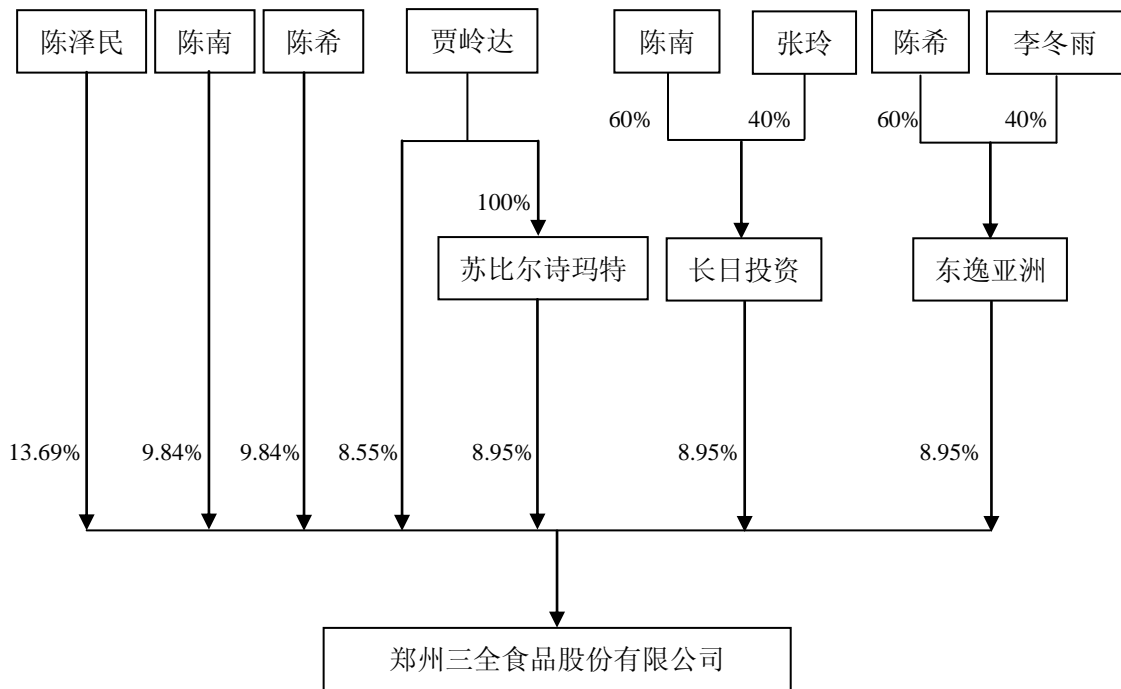 陈泽民
陈南
陈希
贾岭达
陈南
张玲
陈希
李冬雨
60%
40%
60%
40%
100%
苏比尔诗玛特
长日投资
东逸亚洲
13.69%
9.84%
9.84%
8.55%
8.95%
8.95%
8.95%
郑州三全食品股份有限公司